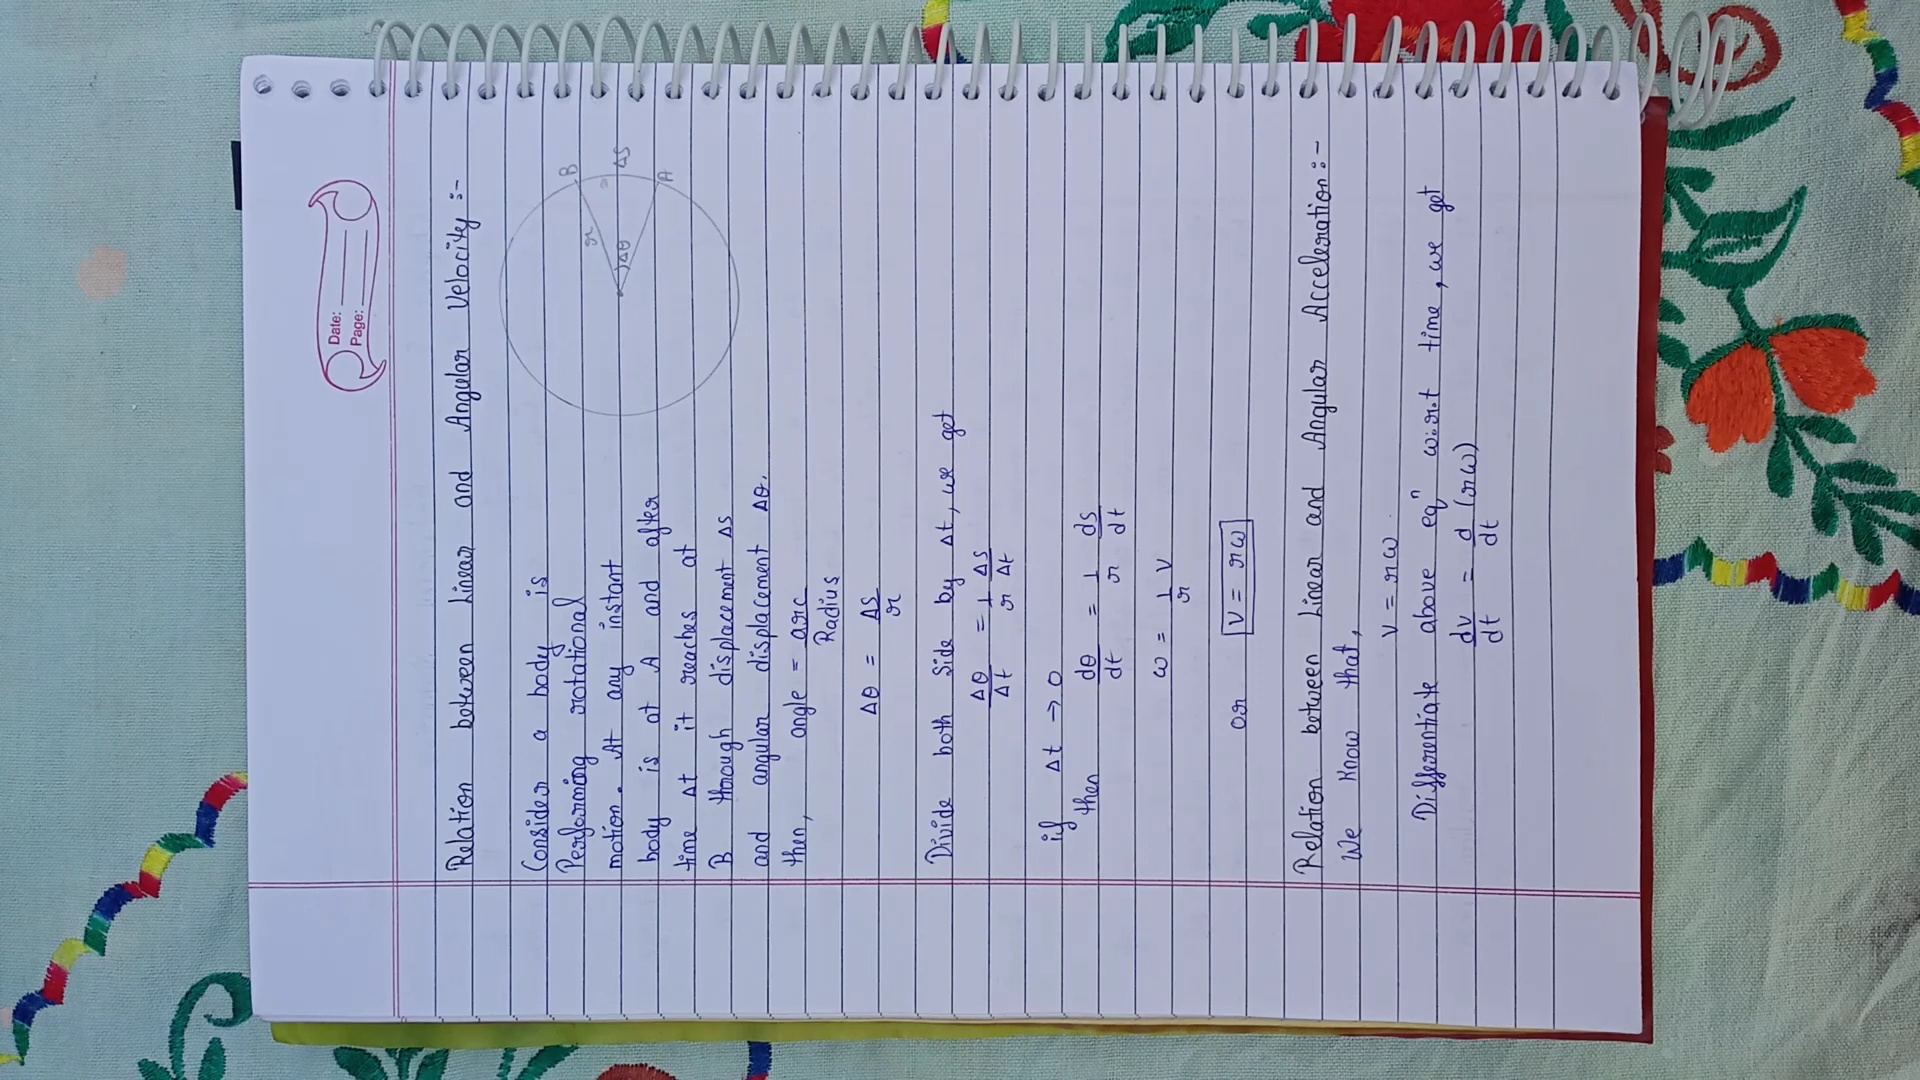 Date:
Page:
Relation between Linear and Angular Velocity :-
Consider a body is
Performing rotational
motion. At any instant
body is at A and after
time Δt it reaches at
B through displacement Δs
and angular displacement Δθ.
B
ΔS
A
r
Δθ
then, angle = arc / Radius
Δθ = Δs / r
Divide both Side by Δt, we get
Δθ / Δt = 1 / r Δs / Δt
if Δt → 0
then dθ / dt = 1 / r ds / dt
ω = 1 / r V
or V = rω
Relation between Linear and Angular Acceleration:-
We Know that,
V = rω
Differentiate above eqⁿ w.r.t time, we get
dv / dt = d / dt (rω)